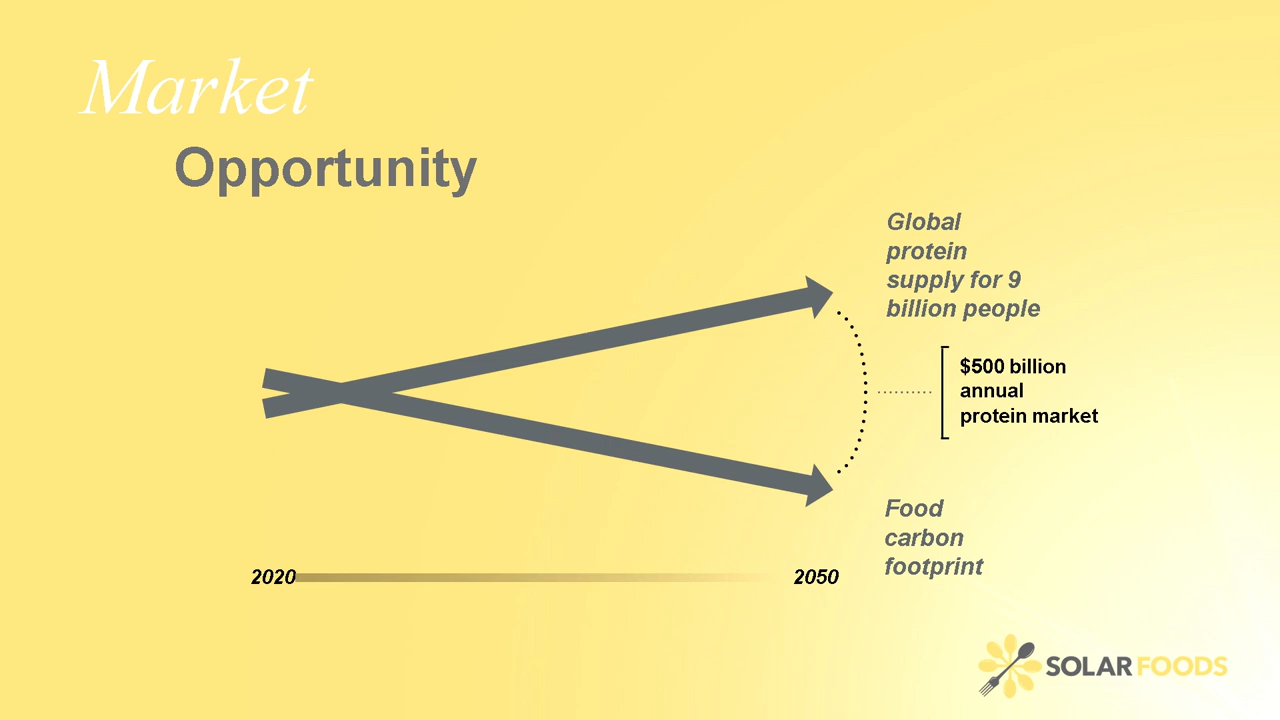 Market
Opportunity
Global
protein
supply for 9
billion people
$500 billion
annual
protein market
Food
carbon
footprint
2020
2050
SOLAR FOODS